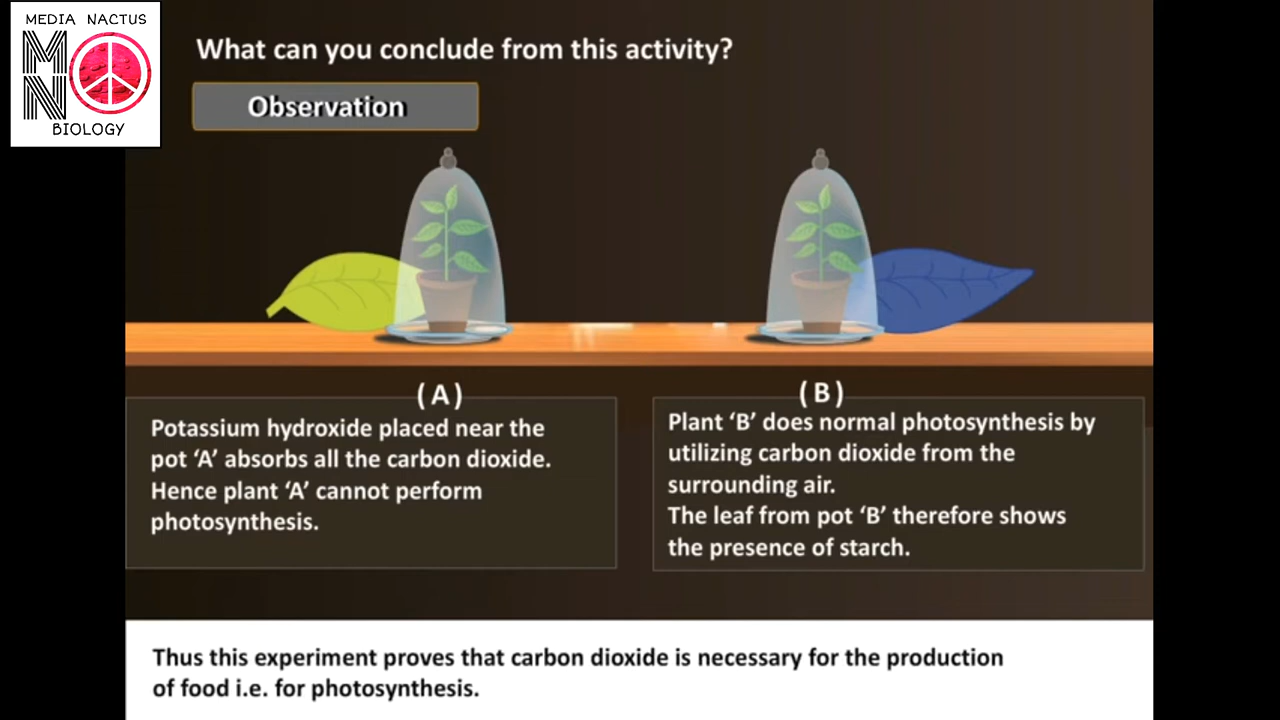 MEDIA NACTUS
MN
BIOLOGY
What can you conclude from this activity?
Observation
( A )
Potassium hydroxide placed near the
pot ‘A’ absorbs all the carbon dioxide.
Hence plant ‘A’ cannot perform
photosynthesis.
( B )
Plant ‘B’ does normal photosynthesis by
utilizing carbon dioxide from the
surrounding air.
The leaf from pot ‘B’ therefore shows
the presence of starch.
Thus this experiment proves that carbon dioxide is necessary for the production
of food i.e. for photosynthesis.